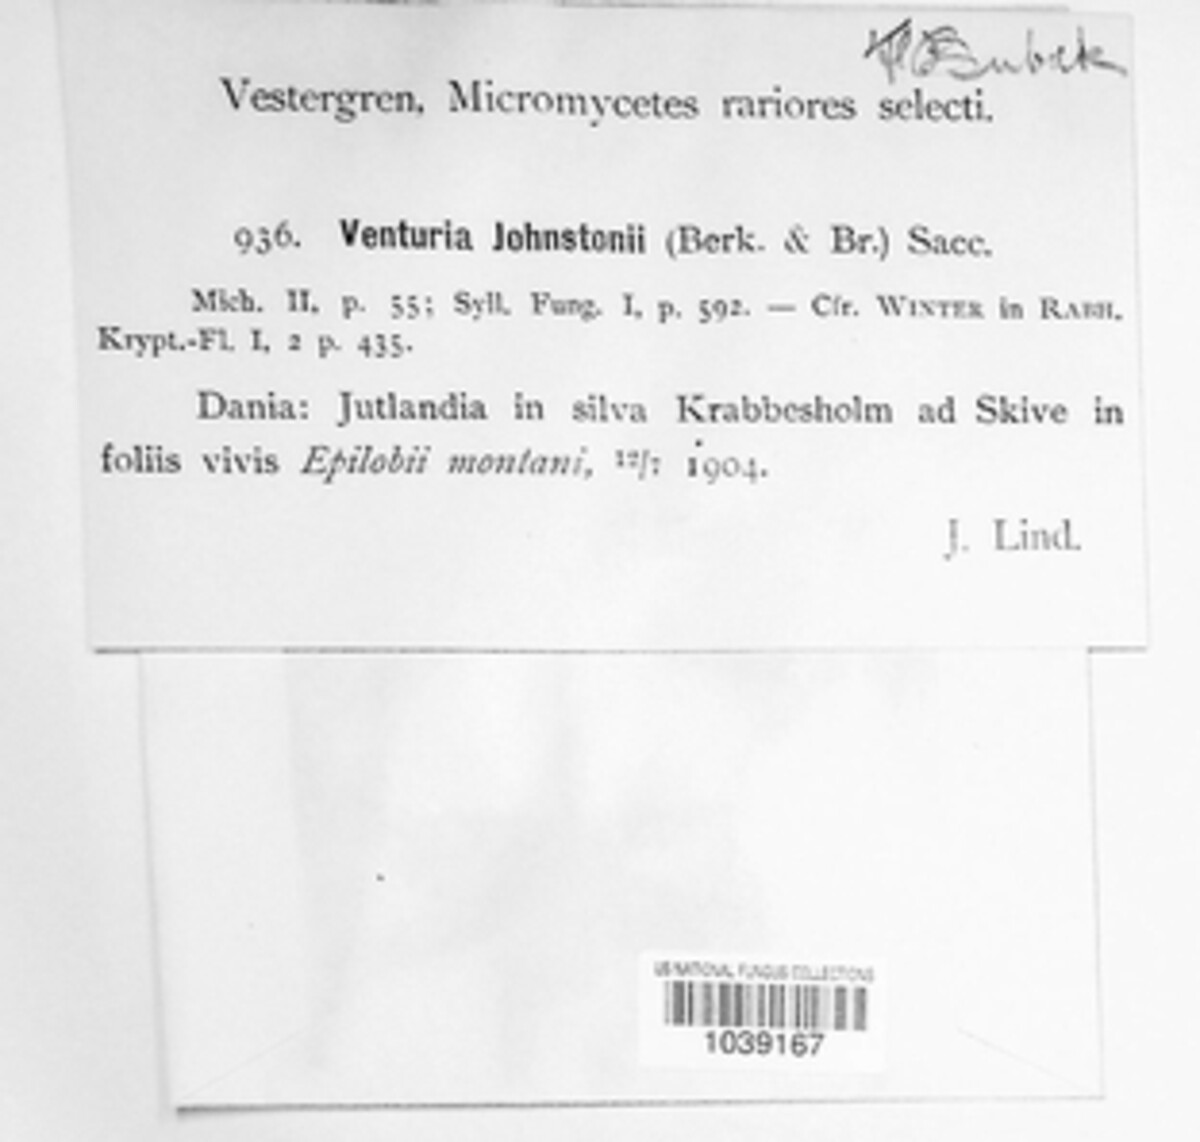 Bubák
Vestergren, Micromycetes rariores selecti.
936. Venturia Johnstonii (Berk. & Br.) Sacc.
Mich. II, p. 55; Syll. Fung. I, p. 592. — Cfr. WINTER in RABH.
Krypt.-Fl. I, 2 p. 435.
Dania: Jutlandia in silva Krabbesholm ad Skive in
foliis vivis Epilobii montani, 12/7 1904.
J. Lind.
US NATIONAL FUNGUS COLLECTIONS
1039167